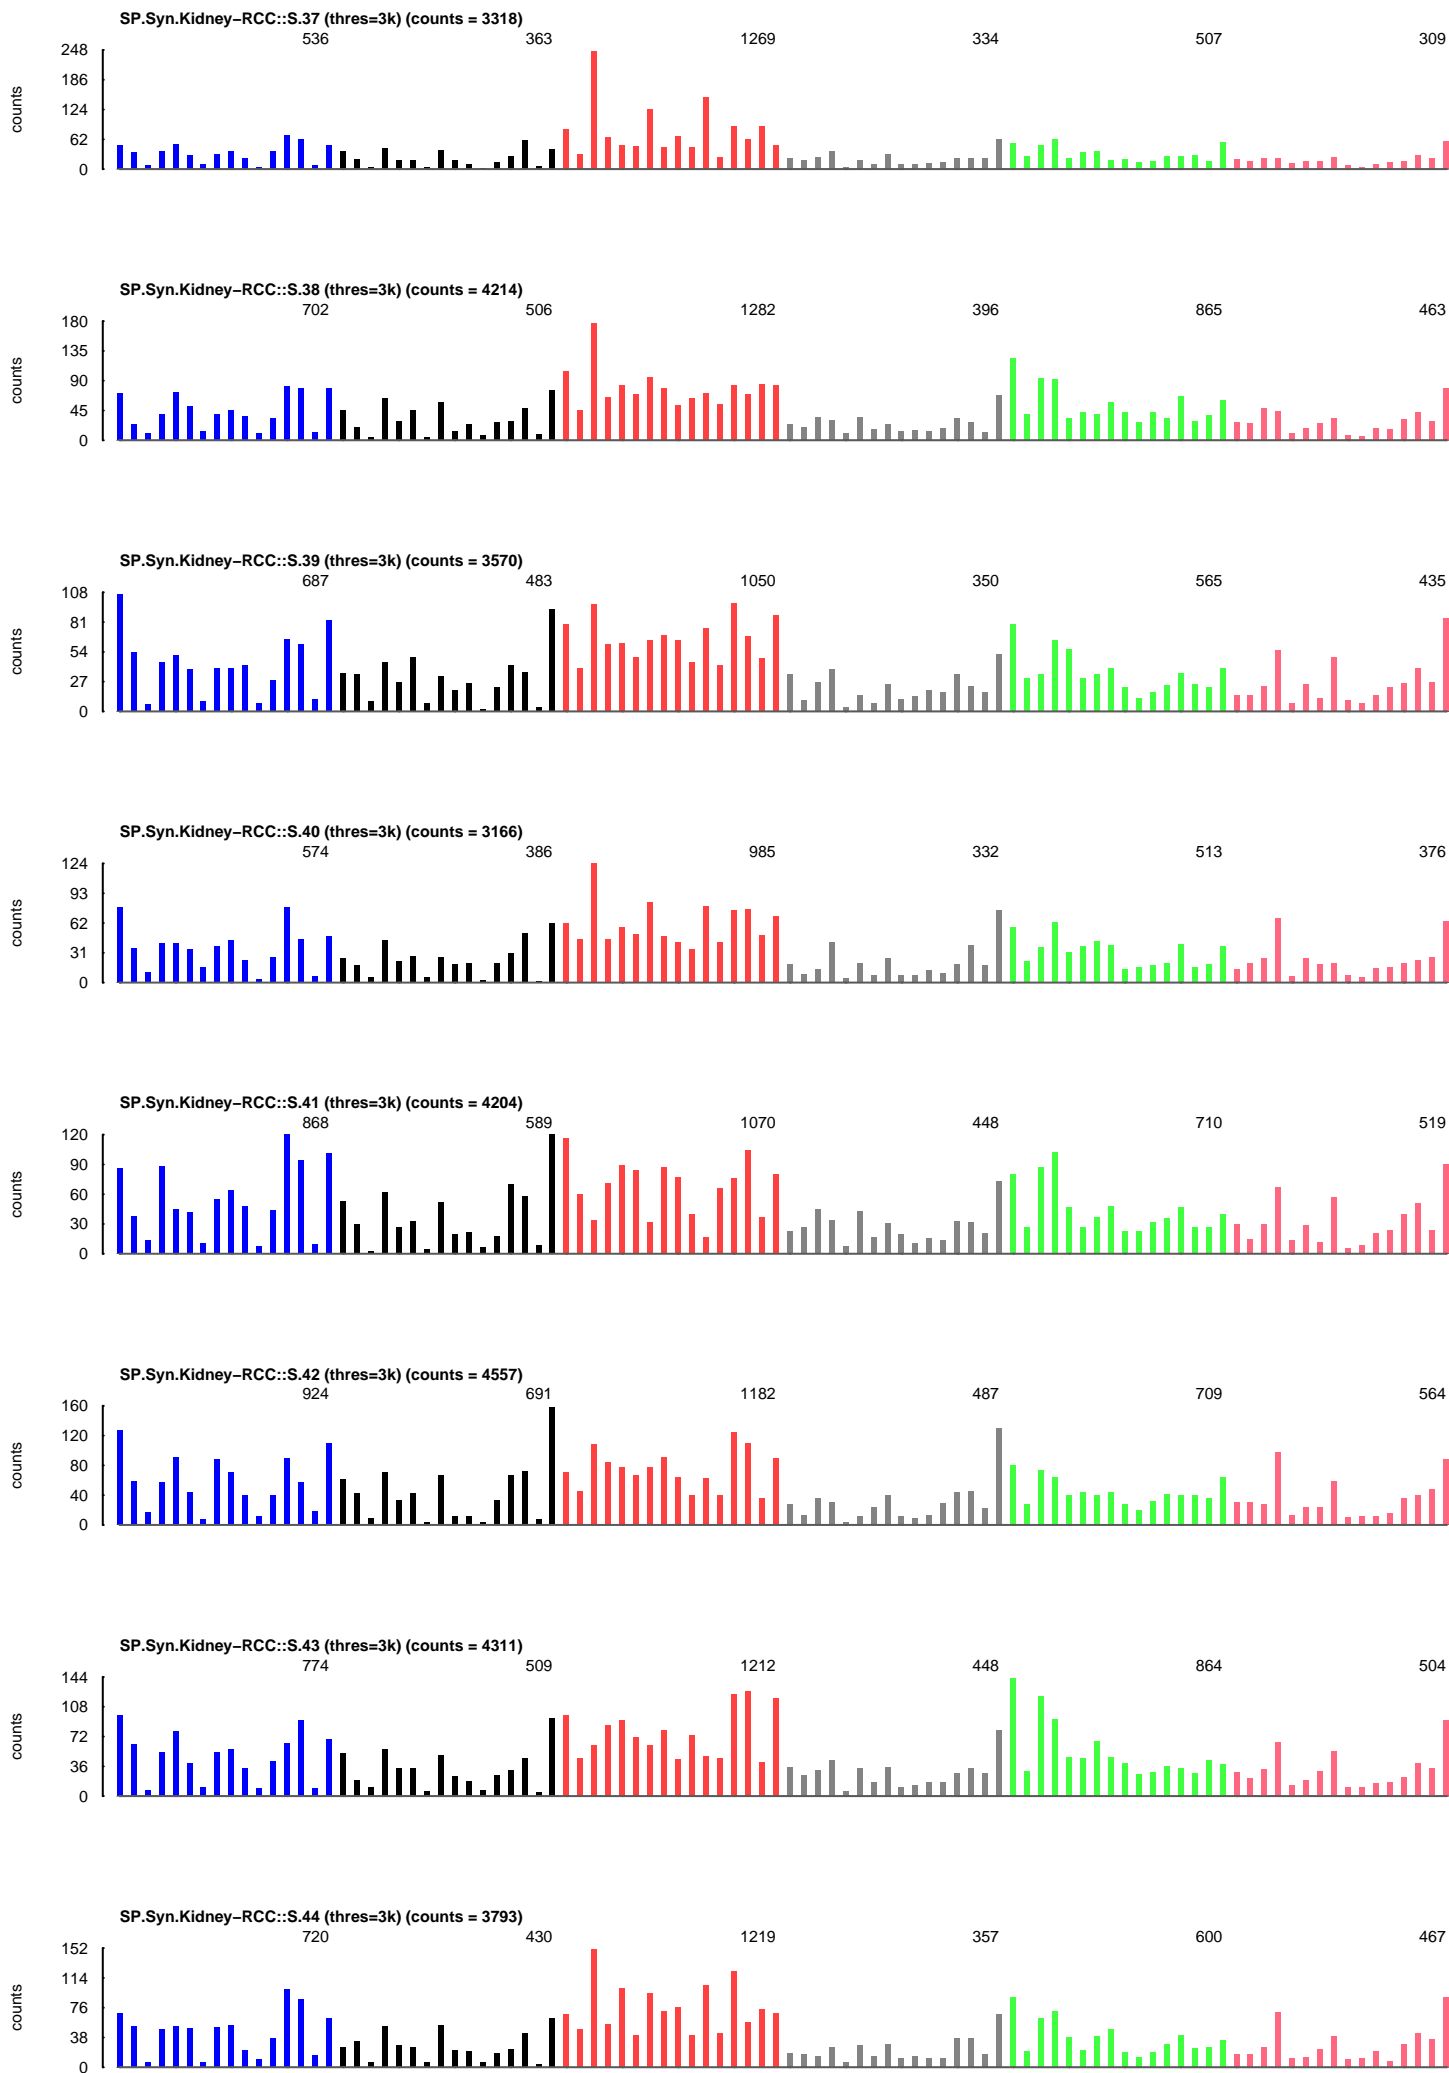 SP.Syn.Kidney−RCC::S.37 (thres=3k) (counts = 3318)
536 363 1269 334 507 309
248
186
124
62
0
counts
SP.Syn.Kidney−RCC::S.38 (thres=3k) (counts = 4214)
702 506 1282 396 865 463
180
135
90
45
0
counts
SP.Syn.Kidney−RCC::S.39 (thres=3k) (counts = 3570)
687 483 1050 350 565 435
108
81
54
27
0
counts
SP.Syn.Kidney−RCC::S.40 (thres=3k) (counts = 3166)
574 386 985 332 513 376
124
93
62
31
0
counts
SP.Syn.Kidney−RCC::S.41 (thres=3k) (counts = 4204)
868 589 1070 448 710 519
120
90
60
30
0
counts
SP.Syn.Kidney−RCC::S.42 (thres=3k) (counts = 4557)
924 691 1182 487 709 564
160
120
80
40
0
counts
SP.Syn.Kidney−RCC::S.43 (thres=3k) (counts = 4311)
774 509 1212 448 864 504
144
108
72
36
0
counts
SP.Syn.Kidney−RCC::S.44 (thres=3k) (counts = 3793)
720 430 1219 357 600 467
152
114
76
38
0
counts